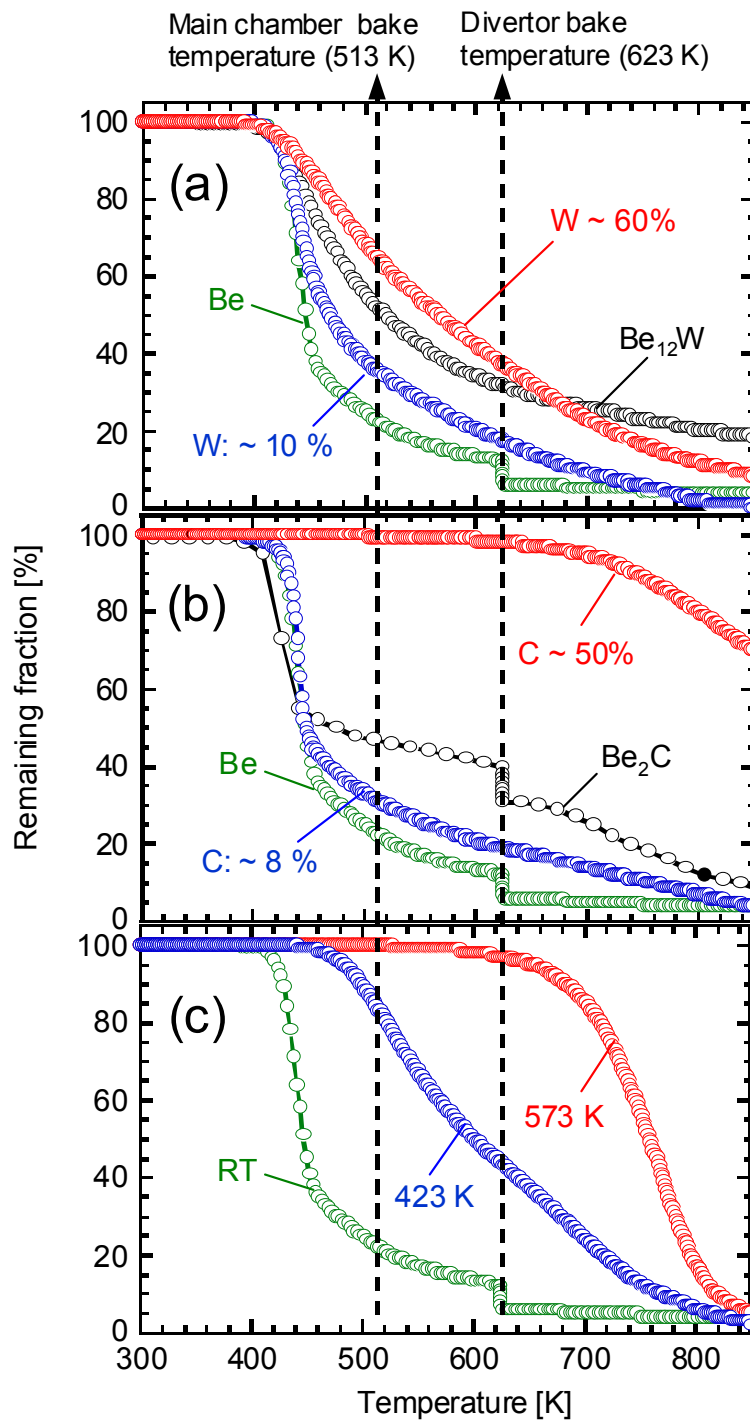 Main chamber bake
temperature (513 K)
Divertor bake
temperature (623 K)
100
80
60
40
20
0
(a)
W ~ 60%
Be
Be₁₂W
W: ~ 10 %
Remaining fraction [%]
100
80
60
40
20
0
(b)
C ~ 50%
Be
Be₂C
C: ~ 8 %
100
80
60
40
20
0
(c)
573 K
RT
423 K
300
400
500
600
700
800
Temperature [K]